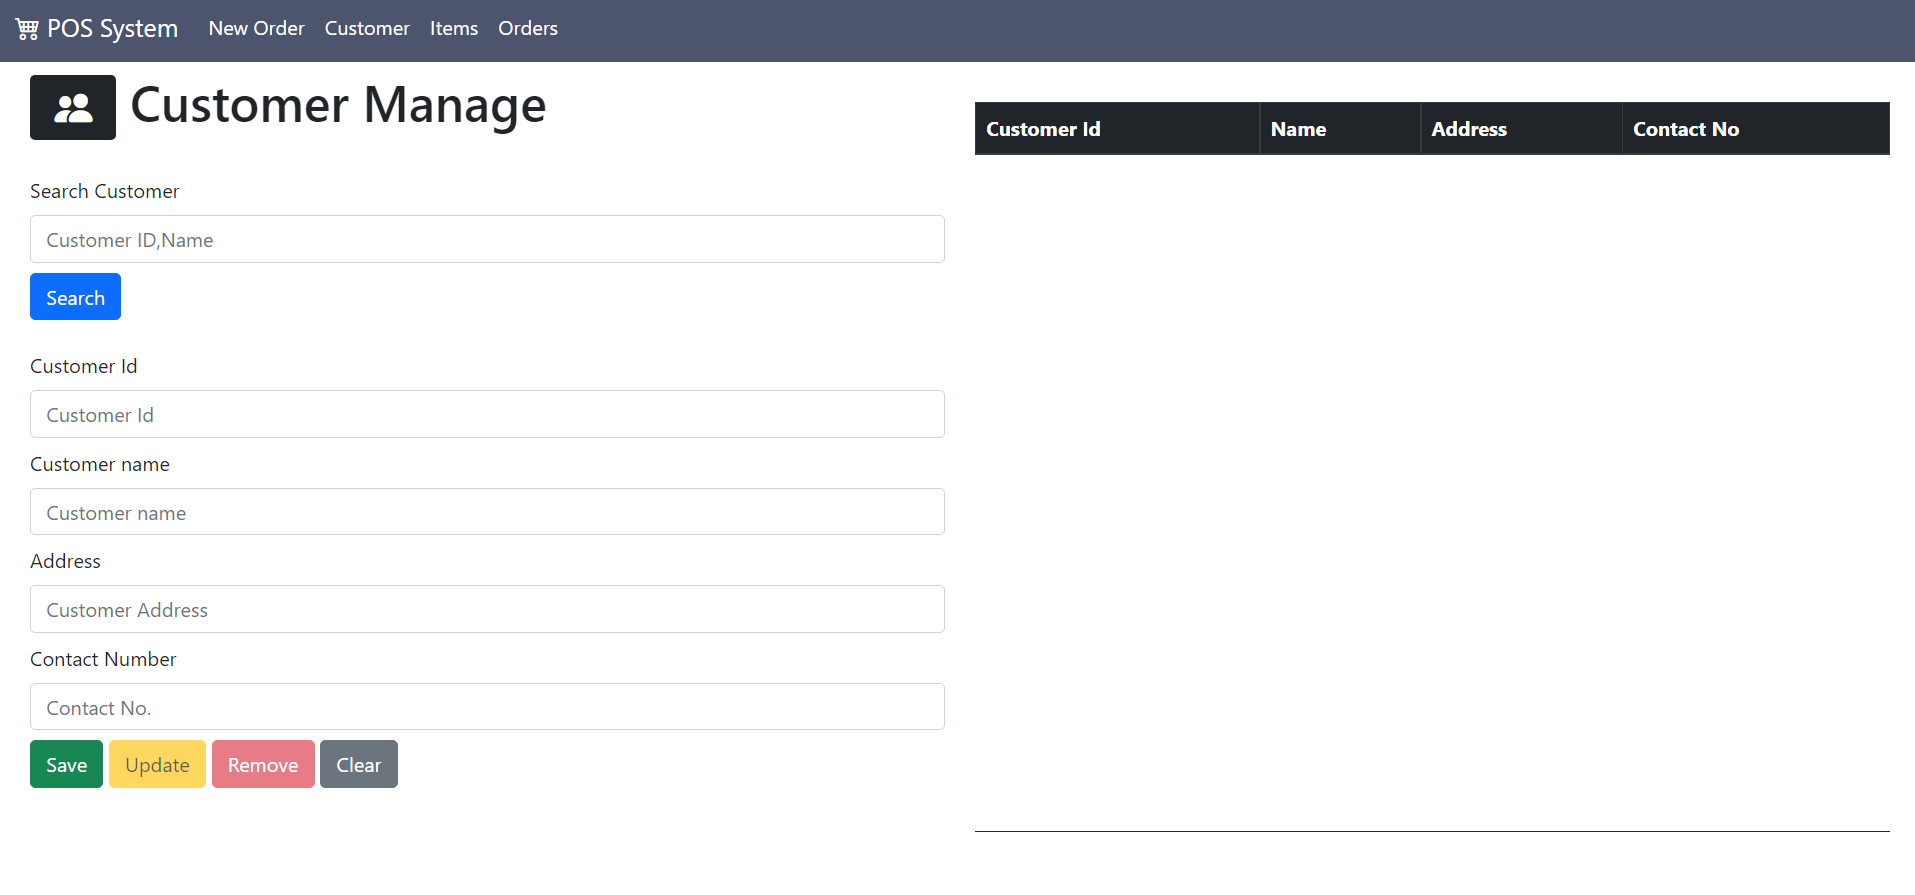 POS System New Order Customer Items Orders
Customer Manage
Search Customer
Customer ID,Name
Search
Customer Id
Customer Id
Customer name
Customer name
Address
Customer Address
Contact Number
Contact No.
Save Update Remove Clear
Customer Id Name Address Contact No